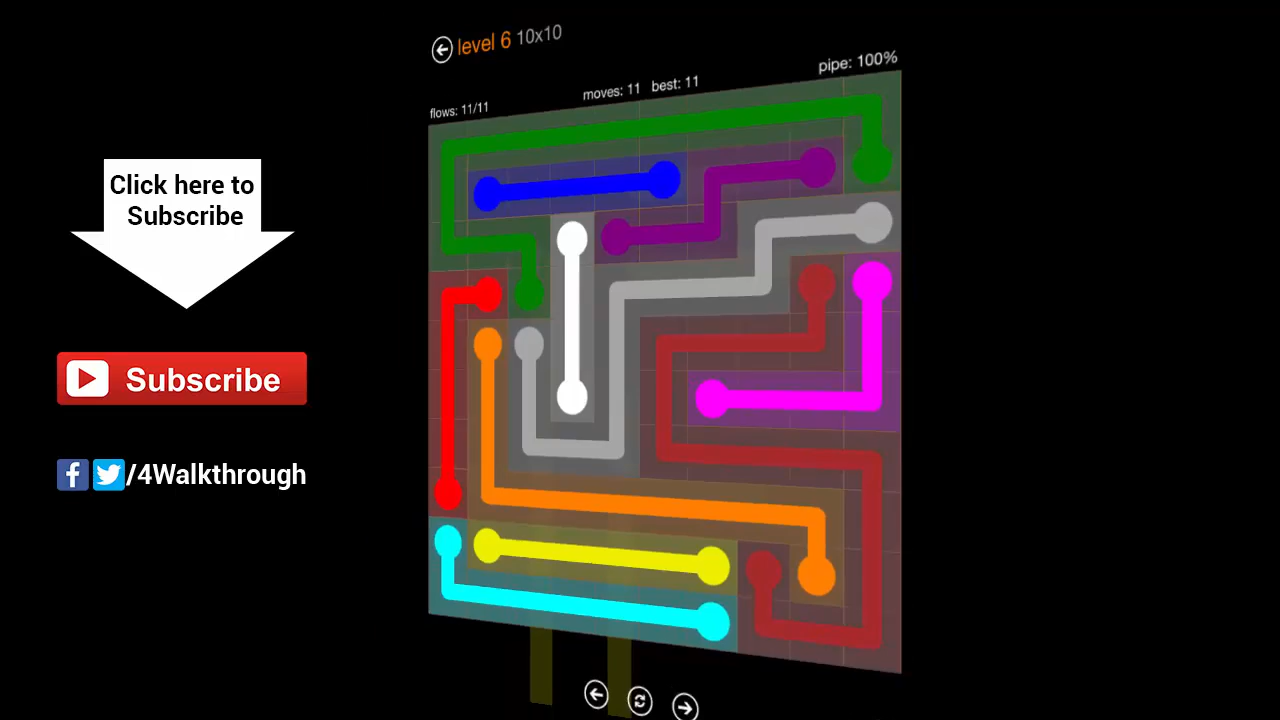 level 6 10x10
flows: 11/11
moves: 11 best: 11
pipe: 100%
Click here to
Subscribe
Subscribe
/4Walkthrough